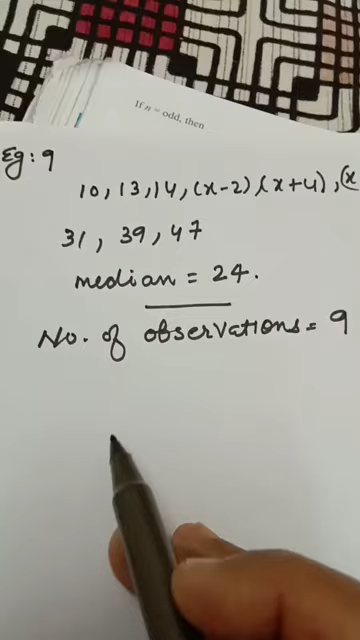 If n = odd, then
Eg: 9
10, 13, 14, (x-2), (x+4), (x
31, 39, 47
median = 24.
No. of observations = 9